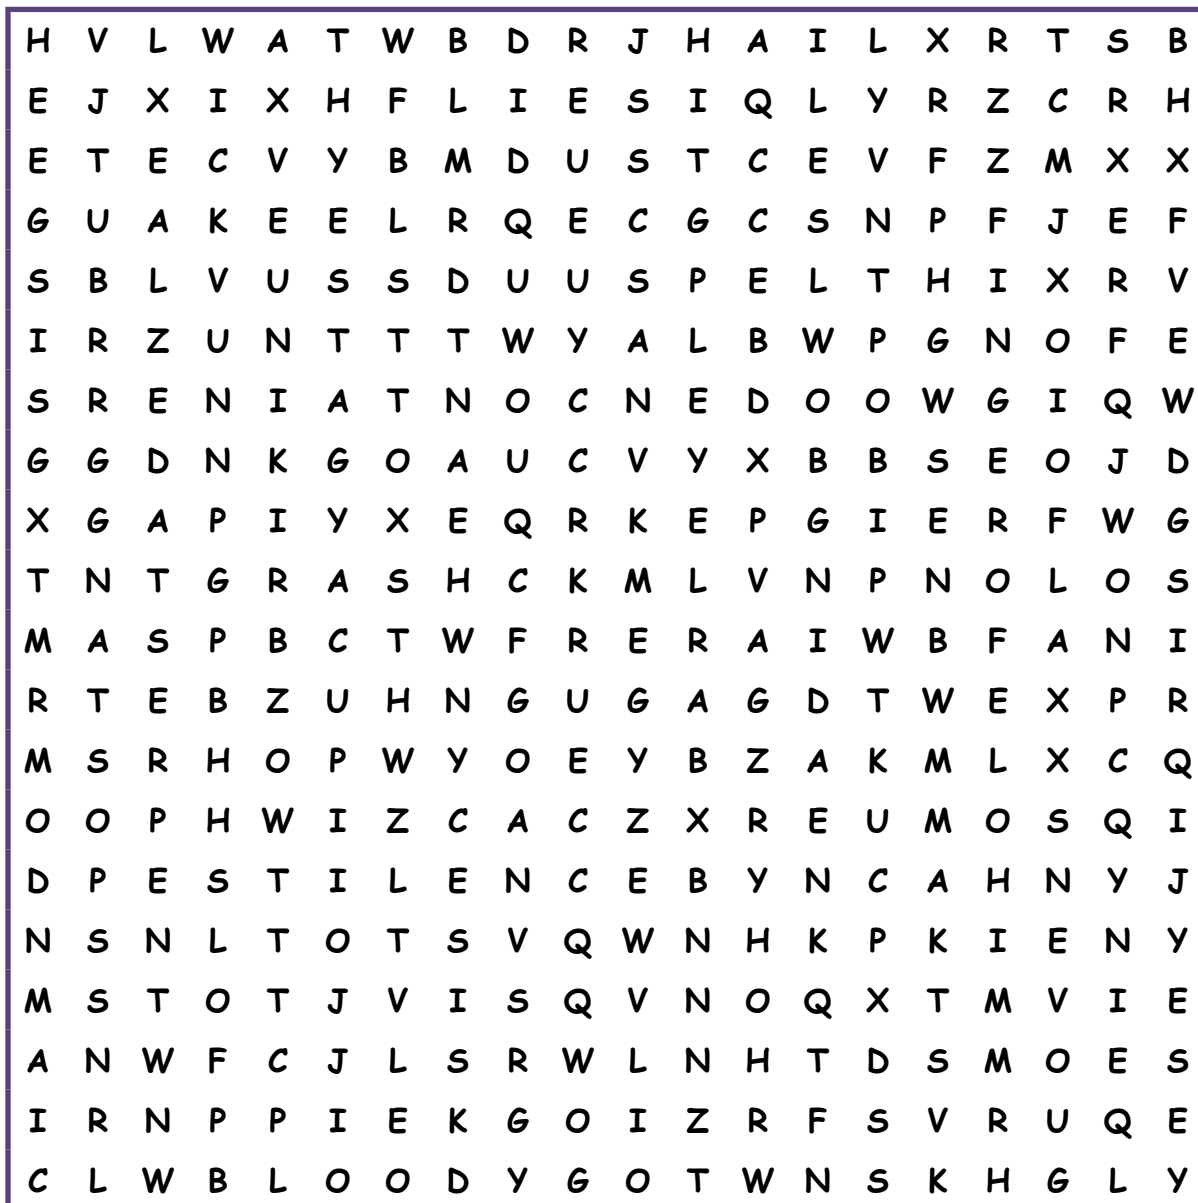 H V L W A T W B D R J H A I L X R T S B
E J X I X H F L I E S I Q L Y R Z C R H
E T E C V Y B M D U S T C E V F Z M X X
G U A K E E L R Q E C G C S N P F J E F
S B L V U S S D U U S P E L T H I X R V
I R Z U N T T T W Y A L B W P G N O F E
S R E N I A T N O C N E D O O W G I Q W
G G D N K G O A U C V Y X B B S E O J D
X G A P I Y X E Q R K E P G I E R F W G
T N T G R A S H C K M L V N P N O L O S
M A S P B C T W F R E R A I W B F A N I
R T E B Z U H N G U G A G D T W E X P R
M S R H O P W Y O E Y B Z A K M L X C Q
O O P H W I Z C A C Z X R E U M O S Q I
D P E S T I L E N C E B Y N C A H N Y J
N S N L T O T S V Q W N H K P K I E N Y
M S T O T J V I S Q V N O Q X T M V I E
A N W F C J L S R W L N H T D S M O E S
I R N P P I E K G O I Z R F S V R U Q E
C L W B L O O D Y G O T W N S K H G L Y